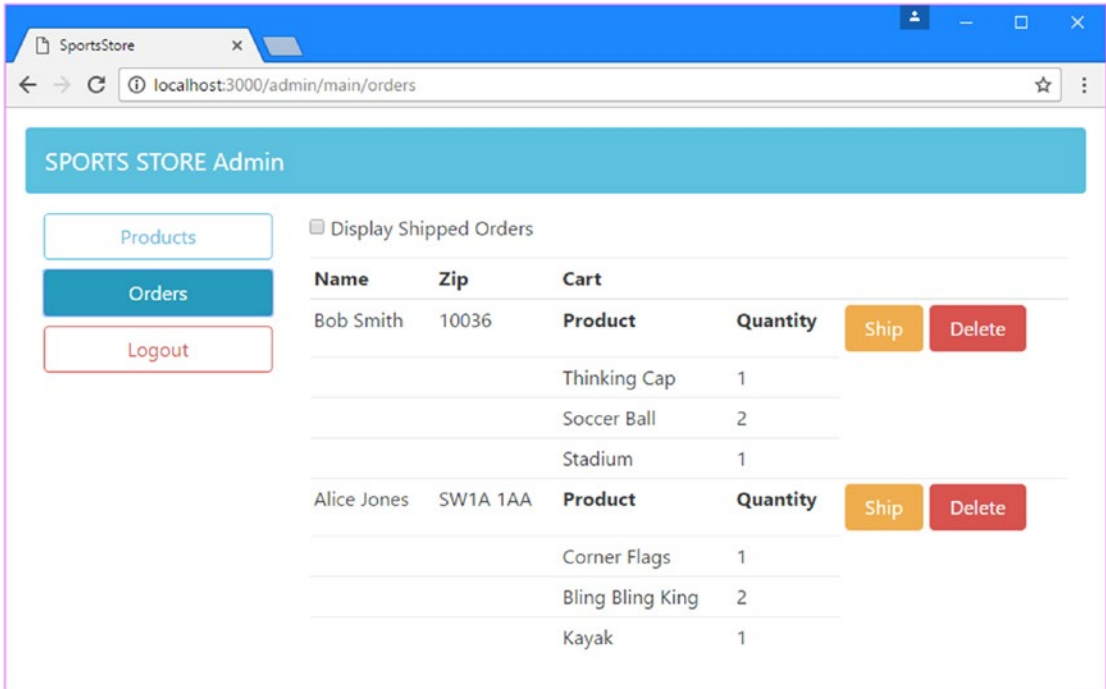 SportsStore
localhost:3000/admin/main/orders
SPORTS STORE Admin
Products
Orders
Logout
Display Shipped Orders
Name Zip Cart
Bob Smith 10036 Product Quantity Ship Delete
Thinking Cap 1
Soccer Ball 2
Stadium 1
Alice Jones SW1A 1AA Product Quantity Ship Delete
Corner Flags 1
Bling Bling King 2
Kayak 1